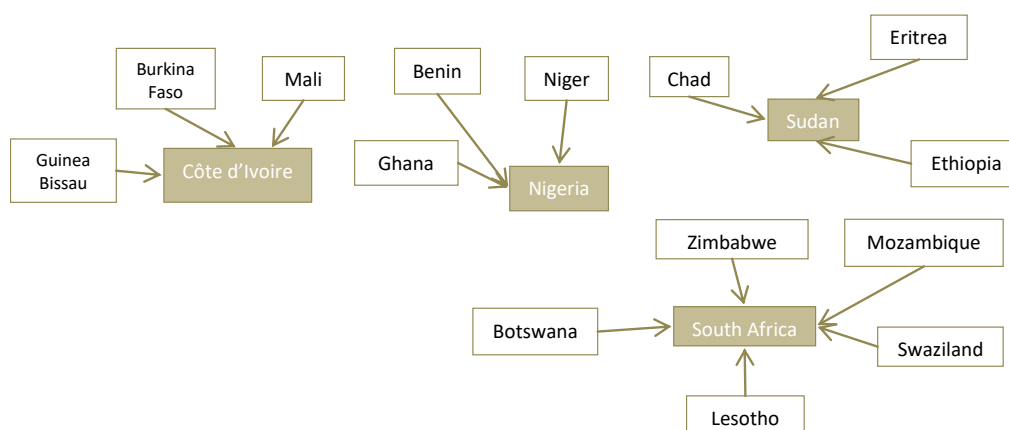 Eritrea
Burkina
Faso
Mali
Benin
Niger
Chad
Sudan
Guinea
Bissau
Côte d’Ivoire
Ghana
Nigeria
Ethiopia
Zimbabwe
Mozambique
Botswana
South Africa
Swaziland
Lesotho